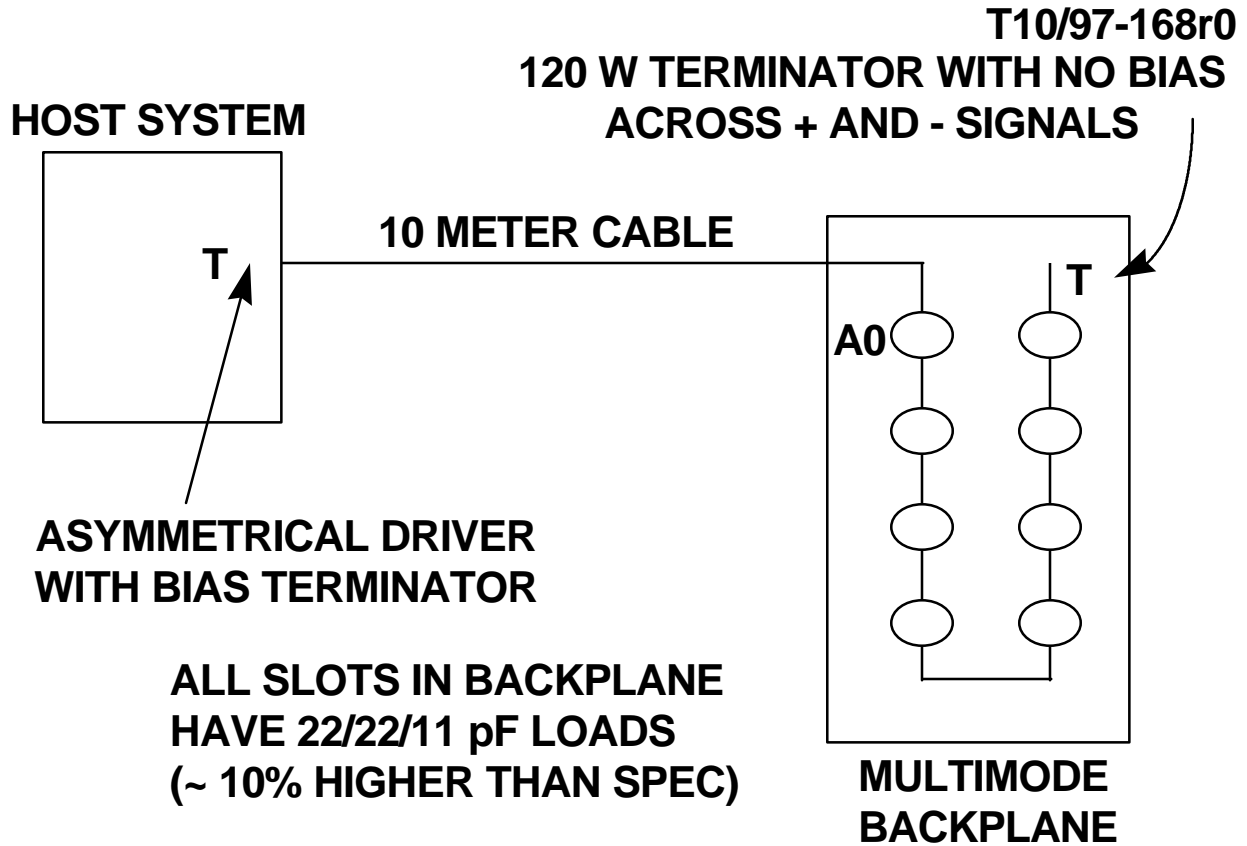 T10/97-168r0
120 W TERMINATOR WITH NO BIAS
ACROSS + AND - SIGNALS
HOST SYSTEM
10 METER CABLE
T
T
A0
ASYMMETRICAL DRIVER
WITH BIAS TERMINATOR
ALL SLOTS IN BACKPLANE
HAVE 22/22/11 pF LOADS
(~ 10% HIGHER THAN SPEC)
MULTIMODE
BACKPLANE